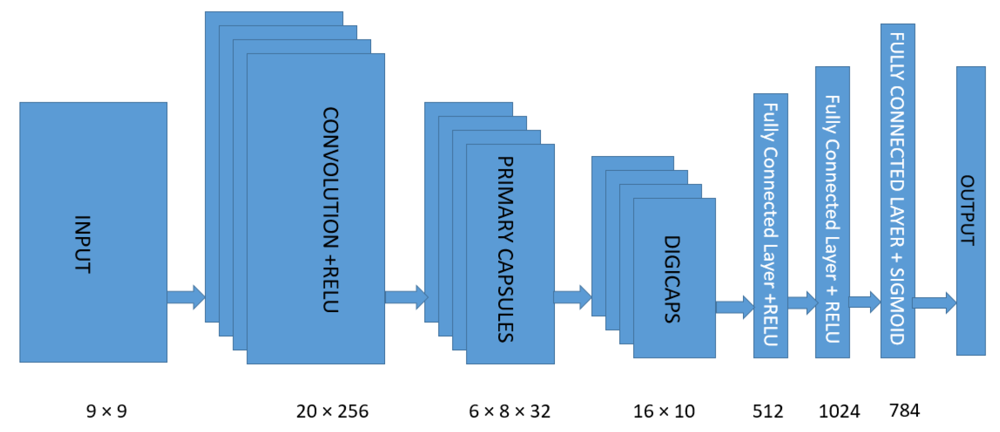 INPUT
CONVOLUTION +RELU
PRIMARY CAPSULES
DIGICAPS
Fully Connected Layer +RELU
Fully Connected Layer + RELU
FULLY CONNECTED LAYER + SIGMOID
OUTPUT
9 × 9
20 × 256
6 × 8 × 32
16 × 10
512
1024
784